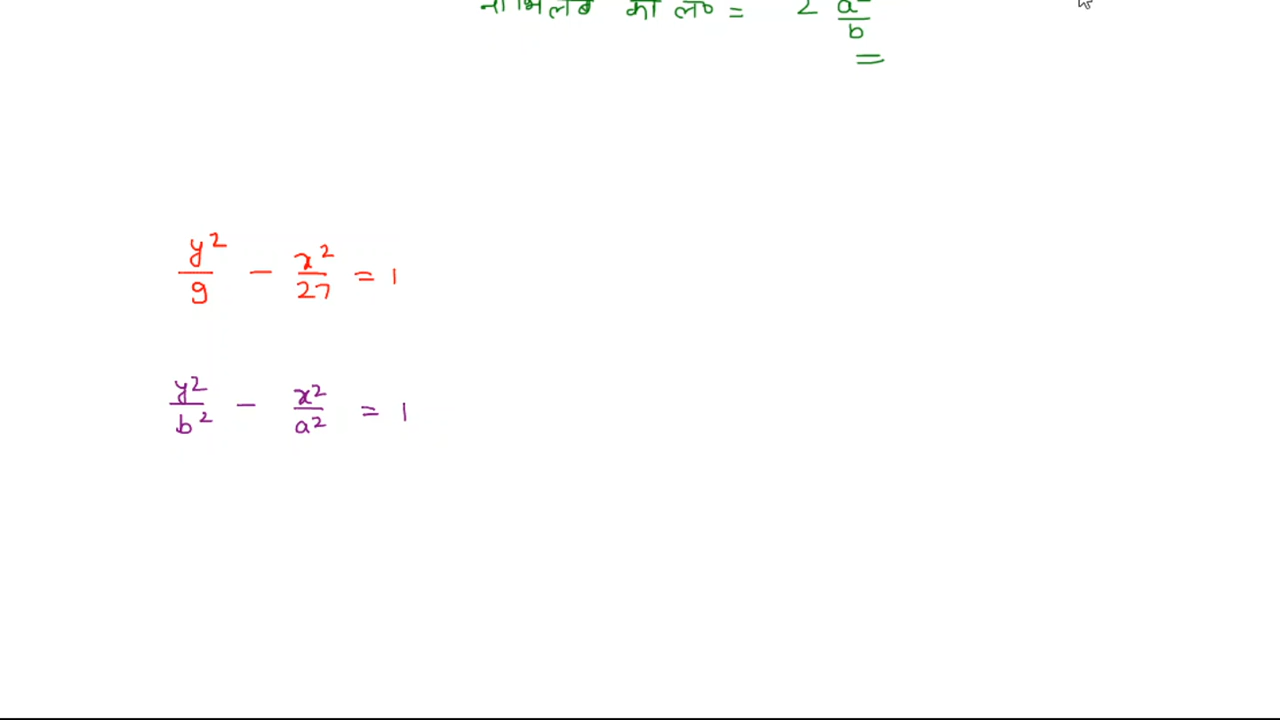 नाभिलंब की लं० = 2 a²/b
y²/9 - x²/27 = 1
y²/b² - x²/a² = 1